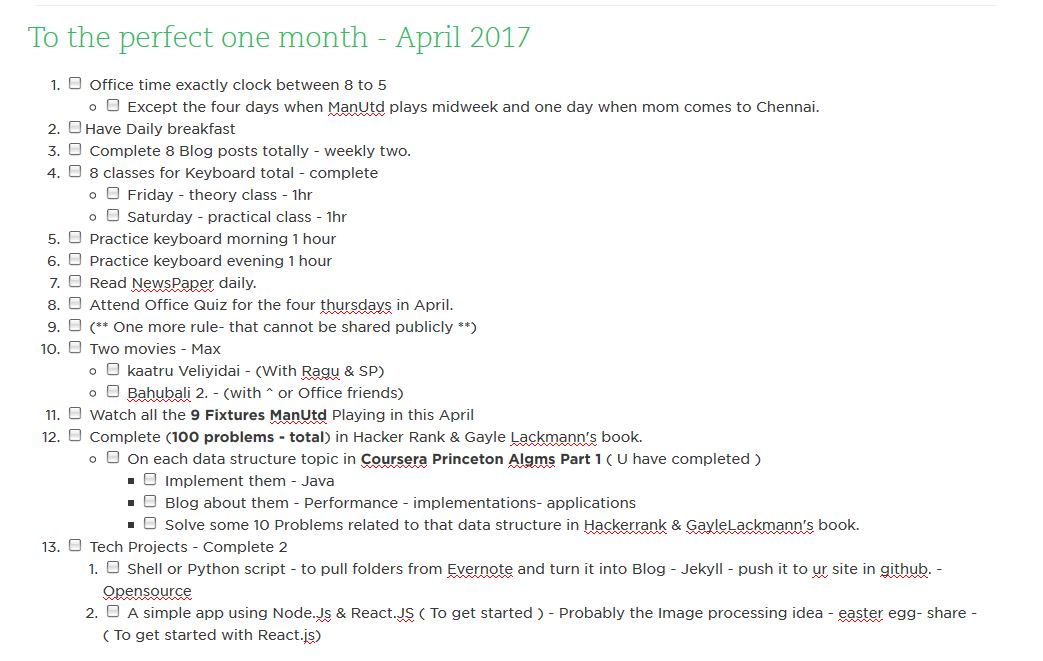 To the perfect one month - April 2017
1. Office time exactly clock between 8 to 5
Except the four days when ManUtd plays midweek and one day when mom comes to Chennai.
2. Have Daily breakfast
3. Complete 8 Blog posts totally - weekly two.
4. 8 classes for Keyboard total - complete
Friday - theory class - 1hr
Saturday - practical class - 1hr
5. Practice keyboard morning 1 hour
6. Practice keyboard evening 1 hour
7. Read NewsPaper daily.
8. Attend Office Quiz for the four thursdays in April.
9. (** One more rule- that cannot be shared publicly **)
10. Two movies - Max
kaatru Veliyidai - (With Ragu & SP)
Bahubali 2. - (with ^ or Office friends)
11. Watch all the 9 Fixtures ManUtd Playing in this April
12. Complete (100 problems - total) in Hacker Rank & Gayle Lackmann's book.
On each data structure topic in Coursera Princeton Algms Part 1 ( U have completed )
Implement them - Java
Blog about them - Performance - implementations- applications
Solve some 10 Problems related to that data structure in Hackerrank & GayleLackmann's book.
13. Tech Projects - Complete 2
1. Shell or Python script - to pull folders from Evernote and turn it into Blog - Jekyll - push it to ur site in github. -
Opensource
2. A simple app using Node.Js & React.JS ( To get started ) - Probably the Image processing idea - easter egg- share -
( To get started with React.js)